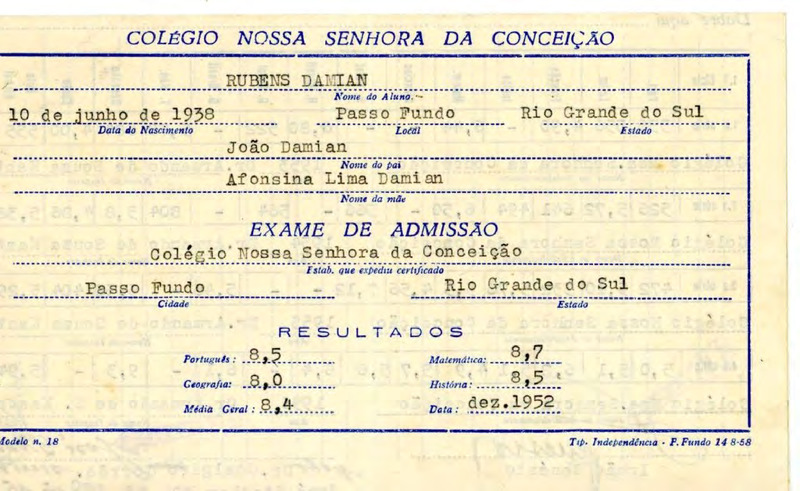 COLÉGIO NOSSA SENHORA DA CONCEIÇÃO
RUBENS DAMIAN
Nome do Aluno.
10 de junho de 1938 Passo Fundo Rio Grande do Sul
Data do Nascimento Local Estado
João Damian
Nome do pai
Afonsina Lima Damian
Nome da mãe
EXAME DE ADMISSÃO
Colégio Nossa Senhora da Conceição
Estab. que expediu certificado
Passo Fundo Rio Grande do Sul
Cidade Estado
RESULTADOS
Português: 8,5 Matemática: 8,7
Geografia: 8,0 História: 8,5
Média Geral: 8,4 Data: dez.1952
Modelo n. 18 Tip. Independência - P. Fundo 14 8-58